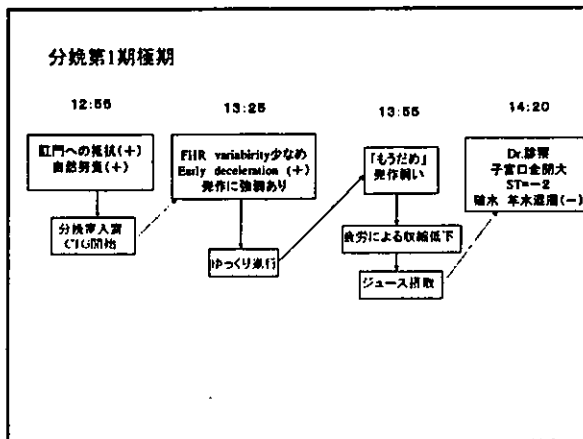 分娩第1期極期
12:55
肛門への抵抗(+)
自然努責(+)
分娩室入室
CTG開始
13:25
FHR variabirity少なめ
Early deceleration (+)
発作に強調あり
ゆっくり
13:55
「もうだめ」
発作弱い
疲労による収縮低下
ジュース摂取
14:20
Dr.診察
子宮口全開大
ST=－2
破水 羊水混濁(－)